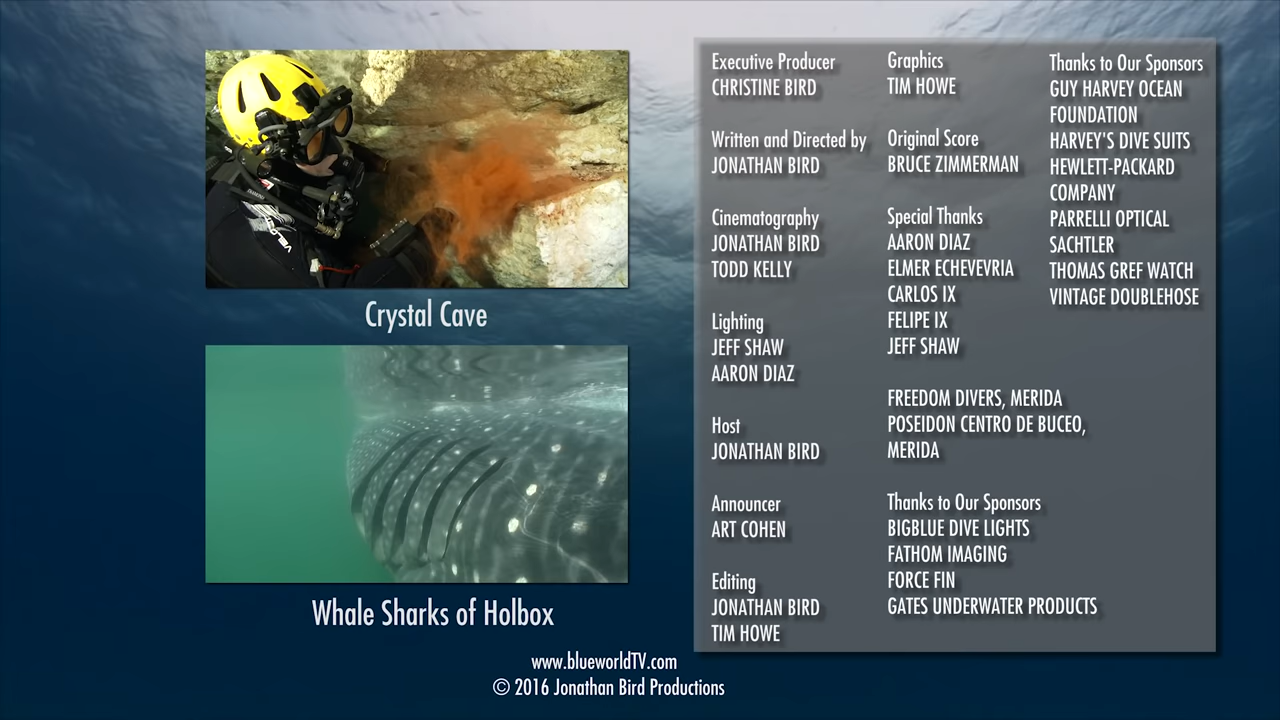 Crystal Cave
Whale Sharks of Holbox
Executive Producer
CHRISTINE BIRD
Written and Directed by
JONATHAN BIRD
Cinematography
JONATHAN BIRD
TODD KELLY
Lighting
JEFF SHAW
AARON DIAZ
Host
JONATHAN BIRD
Announcer
ART COHEN
Editing
JONATHAN BIRD
TIM HOWE
Graphics
TIM HOWE
Original Score
BRUCE ZIMMERMAN
Special Thanks
AARON DIAZ
ELMER ECHEVEVRIA
CARLOS IX
FELIPE IX
JEFF SHAW
FREEDOM DIVERS, MERIDA
POSEIDON CENTRO DE BUCEO,
MERIDA
Thanks to Our Sponsors
BIGBLUE DIVE LIGHTS
FATHOM IMAGING
FORCE FIN
GATES UNDERWATER PRODUCTS
Thanks to Our Sponsors
GUY HARVEY OCEAN
FOUNDATION
HARVEY'S DIVE SUITS
HEWLETT-PACKARD
COMPANY
PARRELLI OPTICAL
SACHTLER
THOMAS GREF WATCH
VINTAGE DOUBLEHOSE
www.blueworldTV.com
© 2016 Jonathan Bird Productions